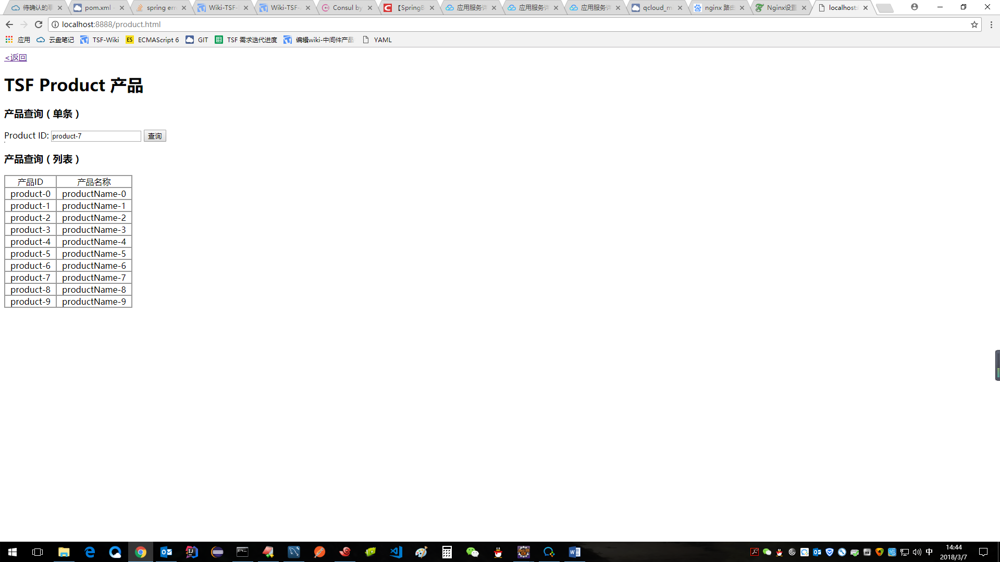 待确认的
pom.xml -
spring err
Wiki-TSF-
Wiki-TSF-
Consul by
【SpringB
应用服务详
应用服务详
应用服务详
qcloud_m
nginx 路由
Nginx设置
localhost:
localhost:8888/product.html
应用 云盘笔记 TSF-Wiki ECMAScript 6 GIT TSF 需求迭代进度 编辑wiki-中间件产品 YAML
<返回
TSF Product 产品
产品查询（单条）
Product ID: product-7 查询
产品查询（列表）
产品ID 产品名称
product-0 productName-0
product-1 productName-1
product-2 productName-2
product-3 productName-3
product-4 productName-4
product-5 productName-5
product-6 productName-6
product-7 productName-7
product-8 productName-8
product-9 productName-9
中
14:44
2018/3/7